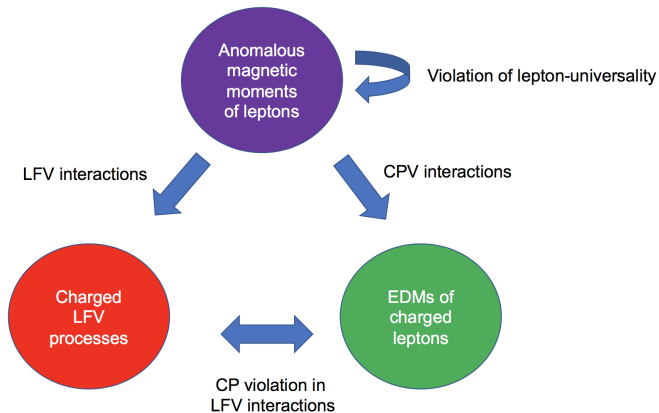 Anomalous
magnetic
moments
of leptons
Violation of lepton-universality
LFV interactions
CPV interactions
Charged
LFV
processes
EDMs of
charged
leptons
CP violation in
LFV interactions